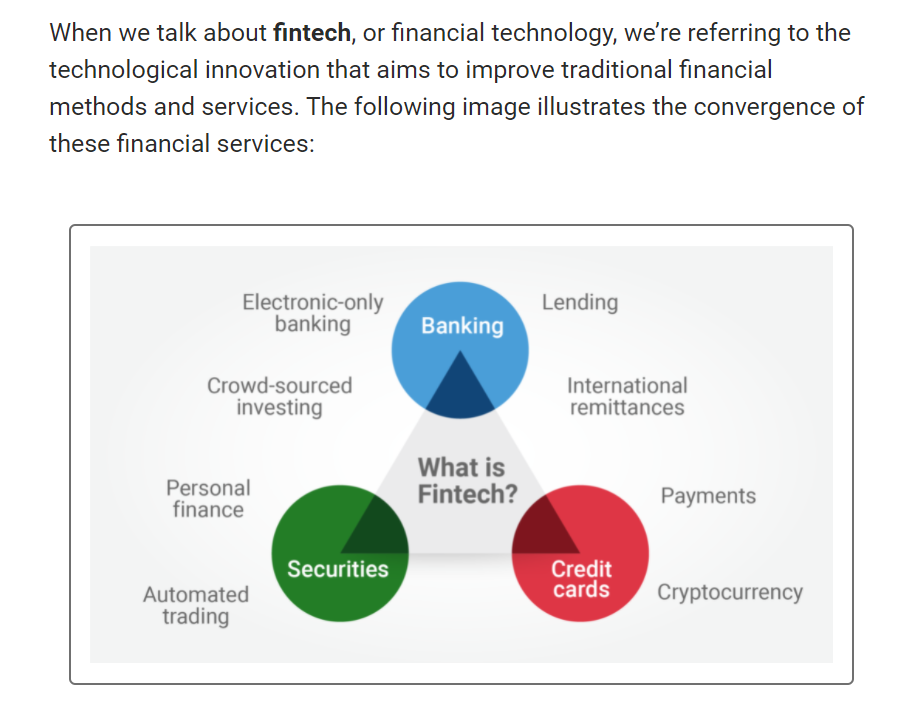 When we talk about fintech, or financial technology, we’re referring to the
technological innovation that aims to improve traditional financial
methods and services. The following image illustrates the convergence of
these financial services:
Electronic-only
banking
Banking
Lending
Crowd-sourced
investing
International
remittances
What is
Fintech?
Personal
finance
Payments
Securities
Credit
cards
Automated
trading
Cryptocurrency